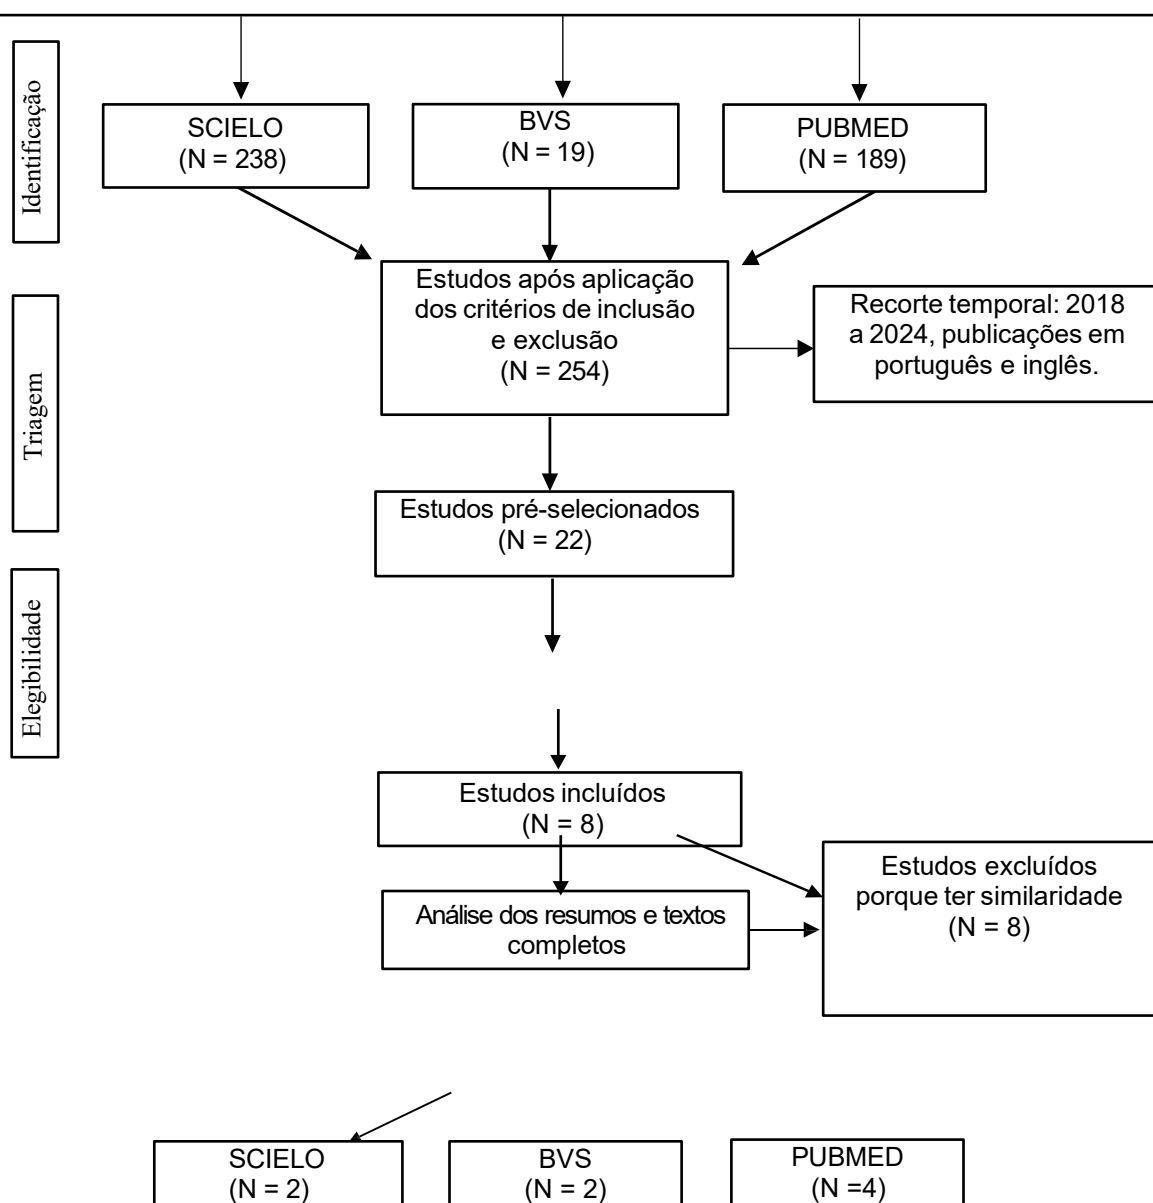 Identificação
SCIELO
(N = 238)
BVS
(N = 19)
PUBMED
(N = 189)
Triagem
Estudos após aplicação
dos critérios de inclusão
e exclusão
(N = 254)
Recorte temporal: 2018
a 2024, publicações em
português e inglês.
Estudos pré-selecionados
(N = 22)
Elegibilidade
Estudos incluídos
(N = 8)
Análise dos resumos e textos
completos
Estudos excluídos
porque ter similaridade
(N = 8)
SCIELO
(N = 2)
BVS
(N = 2)
PUBMED
(N =4)